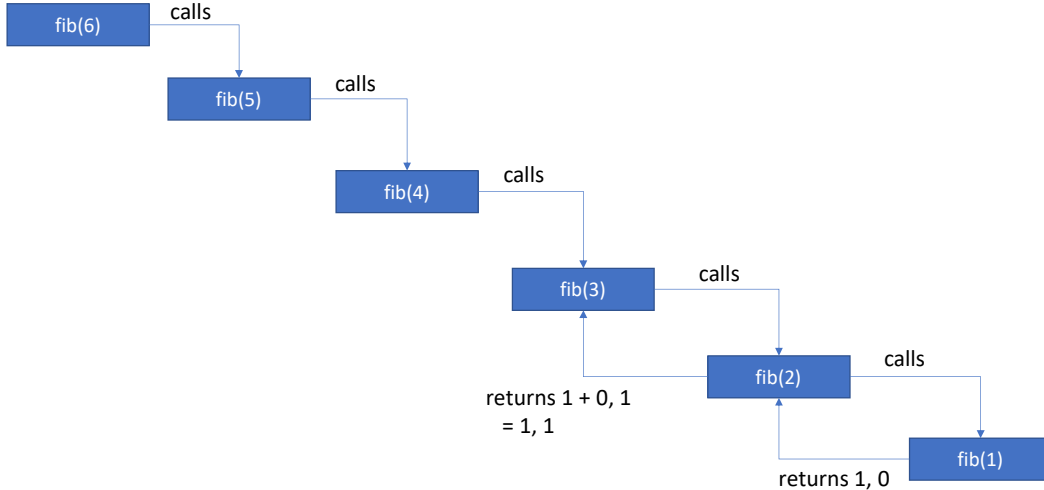 fib(6)
calls
fib(5)
calls
fib(4)
calls
fib(3)
calls
fib(2)
calls
returns 1 + 0, 1
= 1, 1
fib(1)
returns 1, 0